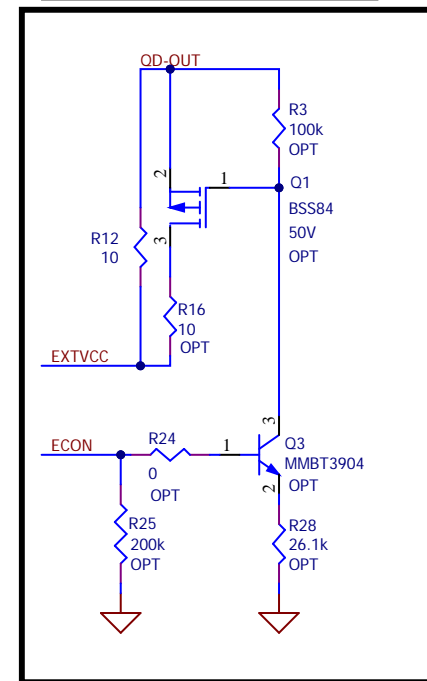 QD-OUT
R3
100k
OPT
2
1
Q1
BSS84
50V
OPT
3
R12
10
R16
10
OPT
EXTVCC
ECON
R24
0
OPT
1
3
Q3
MMBT3904
OPT
2
R25
200k
OPT
R28
26.1k
OPT